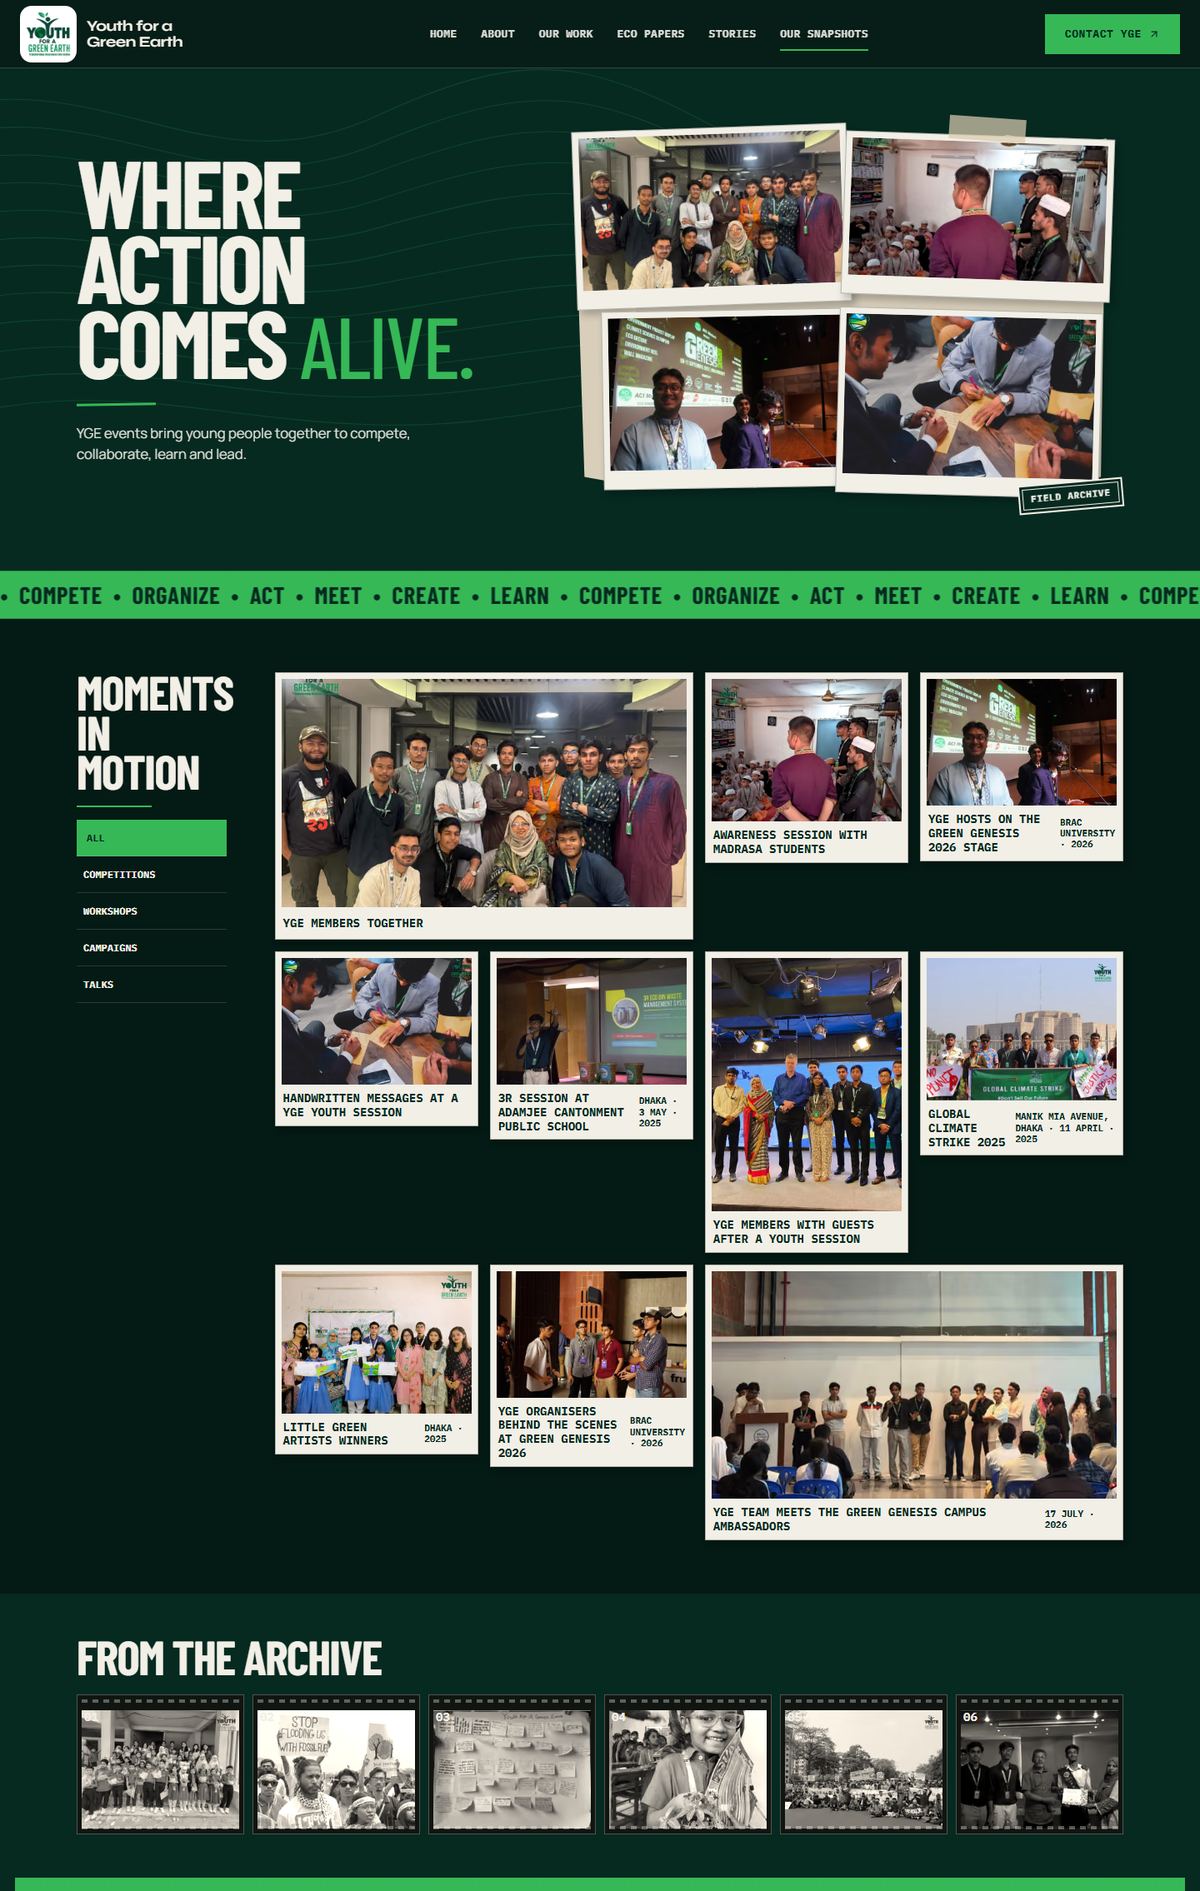 YOUTH
FOR A
GREEN EARTH
Youth for a
Green Earth
HOME
ABOUT
OUR WORK
ECO PAPERS
STORIES
OUR SNAPSHOTS
CONTACT YGE
WHERE
ACTION
COMES ALIVE.
YGE events bring young people together to compete,
collaborate, learn and lead.
FIELD ARCHIVE
• COMPETE • ORGANIZE • ACT • MEET • CREATE • LEARN • COMPETE • ORGANIZE • ACT • MEET • CREATE • LEARN • COMPE
MOMENTS
IN
MOTION
ALL
COMPETITIONS
WORKSHOPS
CAMPAIGNS
TALKS
YGE MEMBERS TOGETHER
AWARENESS SESSION WITH
MADRASA STUDENTS
YGE HOSTS ON THE
GREEN GENESIS
2026 STAGE
BRAC
UNIVERSITY
· 2026
HANDWRITTEN MESSAGES AT A
YGE YOUTH SESSION
3R SESSION AT
ADAMJEE CANTONMENT
PUBLIC SCHOOL
DHAKA ·
3 MAY ·
2025
YGE MEMBERS WITH GUESTS
AFTER A YOUTH SESSION
GLOBAL CLIMATE STRIKE
GLOBAL
CLIMATE
STRIKE 2025
MANIK MIA AVENUE,
DHAKA · 11 APRIL ·
2025
LITTLE GREEN
ARTISTS WINNERS
DHAKA ·
2025
YGE ORGANISERS
BEHIND THE SCENES
AT GREEN GENESIS
2026
BRAC
UNIVERSITY
· 2026
YGE TEAM MEETS THE GREEN GENESIS CAMPUS
AMBASSADORS
17 JULY ·
2026
FROM THE ARCHIVE
01
02
STOP
FLOODING US
WITH FOSSIL FUEL
03
04
05
06